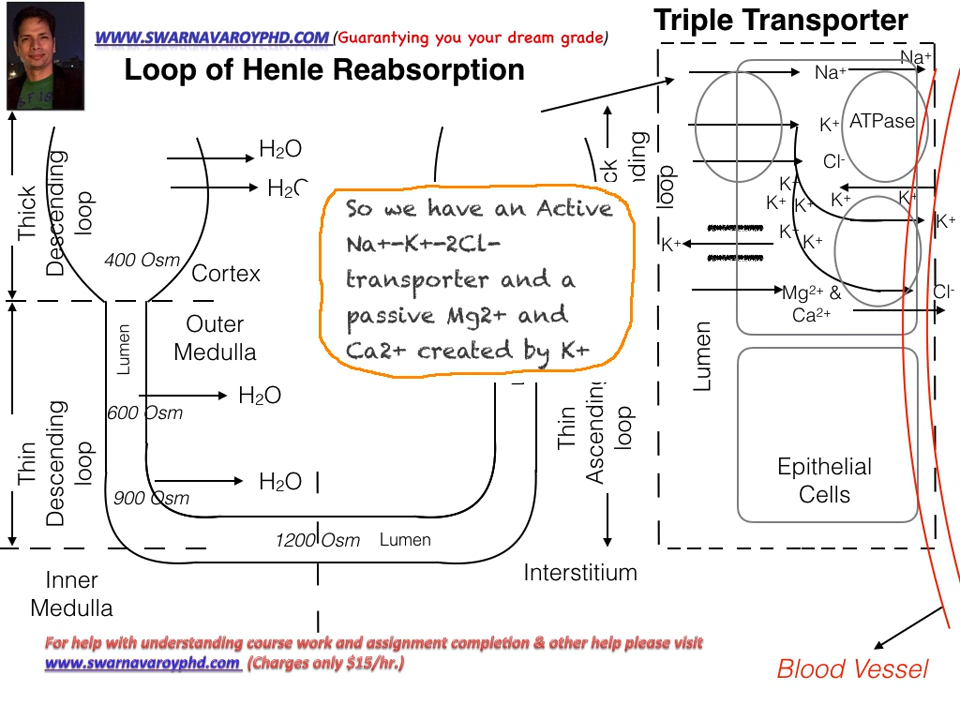 Triple Transporter
WWW.SWARNAVAROYPHD.COM (Guarantying you your dream grade)
Loop of Henle Reabsorption
H₂O
H₂O
Thick
Descending
loop
400 Osm
Cortex
Lumen
Outer
Medulla
So we have an Active
Na+-K+-2Cl-
transporter and a
passive Mg2+ and
Ca2+ created by K+
600 Osm
H₂O
Thin
Descending
loop
900 Osm
H₂O
1200 Osm
Lumen
Thin
Ascending
loop
Inner
Medulla
Interstitium
loop
Na⁺
Na⁺
K⁺
ATPase
Cl⁻
K⁺
K⁺
K⁺
K⁺
K⁺
K⁺
K⁺
K⁺
K⁺
Mg²⁺ &
Ca²⁺
Cl⁻
Lumen
Epithelial
Cells
For help with understanding course work and assignment completion & other help please visit
www.swarnavaroyphd.com (Charges only $15/hr.)
Blood Vessel